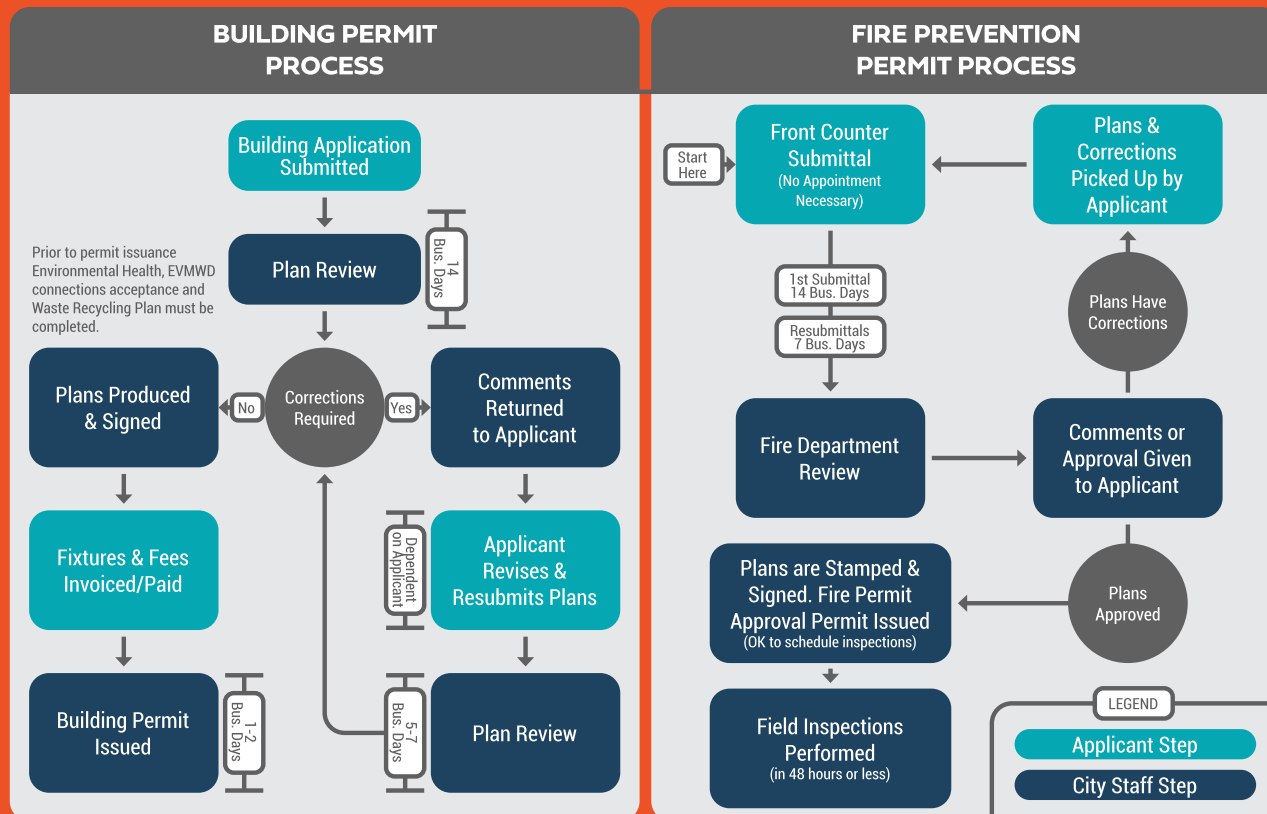 BUILDING PERMIT
PROCESS
Building Application
Submitted
Plan Review
14
Bus. Days
Prior to permit issuance
Environmental Health, EVMWD
connections acceptance and
Waste Recycling Plan must be
completed.
Corrections
Required
No
Yes
Plans Produced
& Signed
Comments
Returned
to Applicant
Fixtures & Fees
Invoiced/Paid
Dependent
on Applicant
Applicant
Revises &
Resubmits Plans
Building Permit
Issued
1-2
Bus. Days
5-7
Bus. Days
Plan Review
FIRE PREVENTION
PERMIT PROCESS
Start
Here
Front Counter
Submittal
(No Appointment
Necessary)
Plans &
Corrections
Picked Up by
Applicant
1st Submittal
14 Bus. Days
Resubmittals
7 Bus. Days
Plans Have
Corrections
Fire Department
Review
Comments or
Approval Given
to Applicant
Plans are Stamped &
Signed. Fire Permit
Approval Permit Issued
(OK to schedule inspections)
Plans
Approved
Field Inspections
Performed
(in 48 hours or less)
LEGEND
Applicant Step
City Staff Step